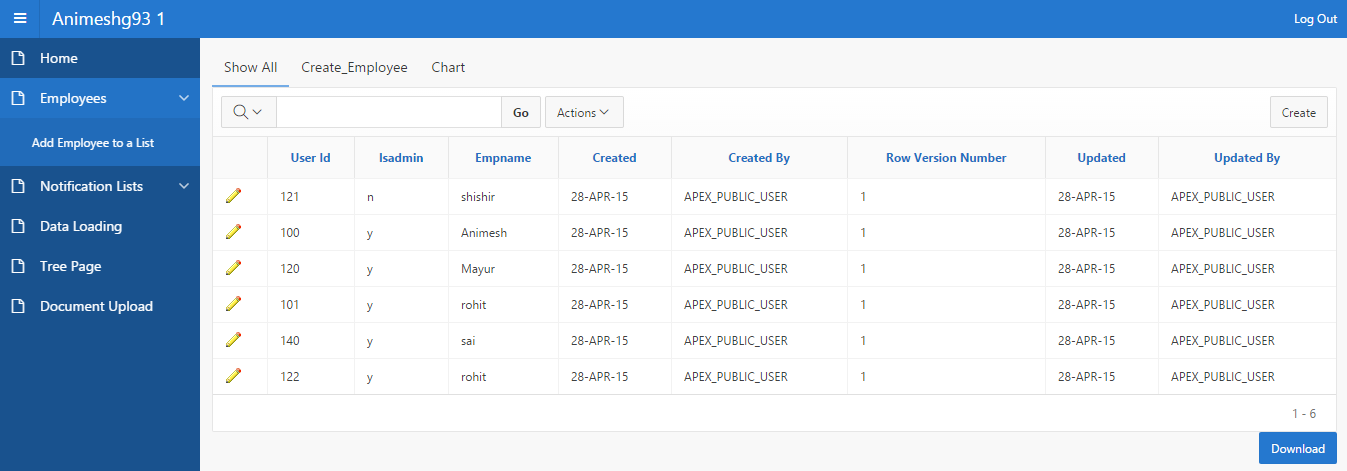 Animeshg93 1
Log Out
Home
Employees
Add Employee to a List
Notification Lists
Data Loading
Tree Page
Document Upload
Show All Create_Employee Chart
Go Actions Create
User Id Isadmin Empname Created Created By Row Version Number Updated Updated By
121 n shishir 28-APR-15 APEX_PUBLIC_USER 1 28-APR-15 APEX_PUBLIC_USER
100 y Animesh 28-APR-15 APEX_PUBLIC_USER 1 28-APR-15 APEX_PUBLIC_USER
120 y Mayur 28-APR-15 APEX_PUBLIC_USER 1 28-APR-15 APEX_PUBLIC_USER
101 y rohit 28-APR-15 APEX_PUBLIC_USER 1 28-APR-15 APEX_PUBLIC_USER
140 y sai 28-APR-15 APEX_PUBLIC_USER 1 28-APR-15 APEX_PUBLIC_USER
122 y rohit 28-APR-15 APEX_PUBLIC_USER 1 28-APR-15 APEX_PUBLIC_USER
1 - 6
Download